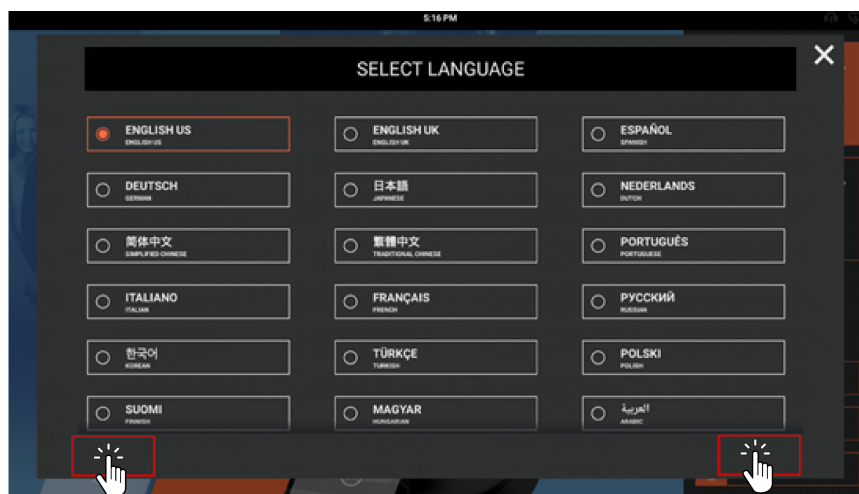 5:16 PM
SELECT LANGUAGE
ENGLISH US
ENGLISH US
ENGLISH UK
ENGLISH UK
ESPAÑOL
SPANISH
DEUTSCH
GERMAN
日本語
JAPANESE
NEDERLANDS
DUTCH
简体中文
SIMPLIFIED CHINESE
繁體中文
TRADITIONAL CHINESE
PORTUGUÊS
PORTUGUESE
ITALIANO
ITALIAN
FRANÇAIS
FRENCH
РУССКИЙ
RUSSIAN
한국어
KOREAN
TÜRKÇE
TURKISH
POLSKI
POLISH
SUOMI
FINNISH
MAGYAR
HUNGARIAN
العربية
ARABIC